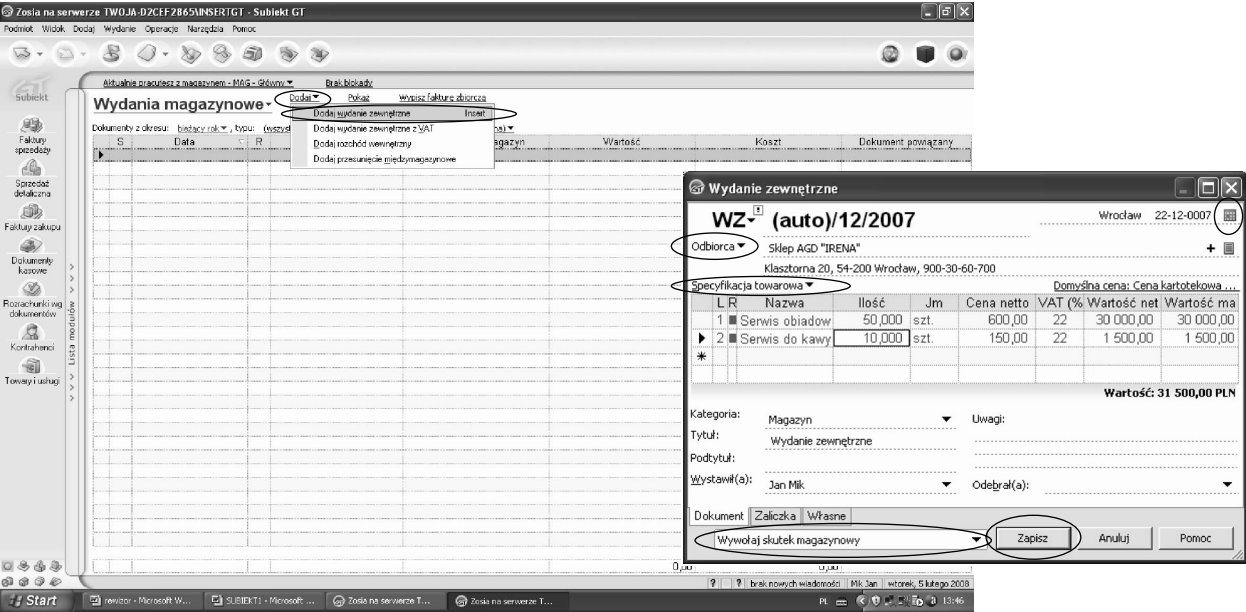 Zosia na serwerze TWOJA-D2CEF2865\INSERTGT - Subiekt GT
Podmiot Widok Dodaj Wydanie Operacje Narzędzia Pomoc
Aktualnie pracujesz z magazynem - MAG - Główny Brak blokady
Subiekt
Wydania magazynowe
Dodaj Pokaż Wypisz fakturę zbiorczą
Dodaj wydanie zewnętrzne Insert
Dodaj wydanie zewnętrzne z VAT
Dodaj rozchód wewnętrzny
Dodaj przesunięcie międzymagazynowe
Dokumenty z okresu: bieżący rok, typu:
S Data R Wartość Koszt Dokument powiązany
Faktury sprzedaży
Sprzedaż detaliczna
Faktury zakupu
Dokumenty kasowe
Rozrachunki wg dokumentów
Kontrahenci
Towary i usługi
Lista modułów
Wydanie zewnętrzne
WZ (auto)/12/2007
Wrocław 22-12-0007
Odbiorca Sklep AGD "IRENA"
Klasztorna 20, 54-200 Wrocław, 900-30-60-700
Specyfikacja towarowa Domyślna cena: Cena kartotekowa ...
L R Nazwa Ilość Jm Cena netto VAT (% Wartość net Wartość ma
1 Serwis obiadow 50,000 szt. 600,00 22 30 000,00 30 000,00
2 Serwis do kawy 10,000 szt. 150,00 22 1 500,00 1 500,00
Wartość: 31 500,00 PLN
Kategoria: Magazyn Uwagi:
Tytuł: Wydanie zewnętrzne
Podtytuł:
Wystawił(a): Jan Mik Odebrał(a):
Dokument Zaliczka Własne
Wywołaj skutek magazynowy Zapisz Anuluj Pomoc
0,00 0,00
brak nowych wiadomości Mik Jan wtorek, 5 lutego 2008
Start rewizor - Microsoft W... SUBIEKT1 - Microsoft ... Zosia na serwerze T... Zosia na serwerze T... PL 13:46